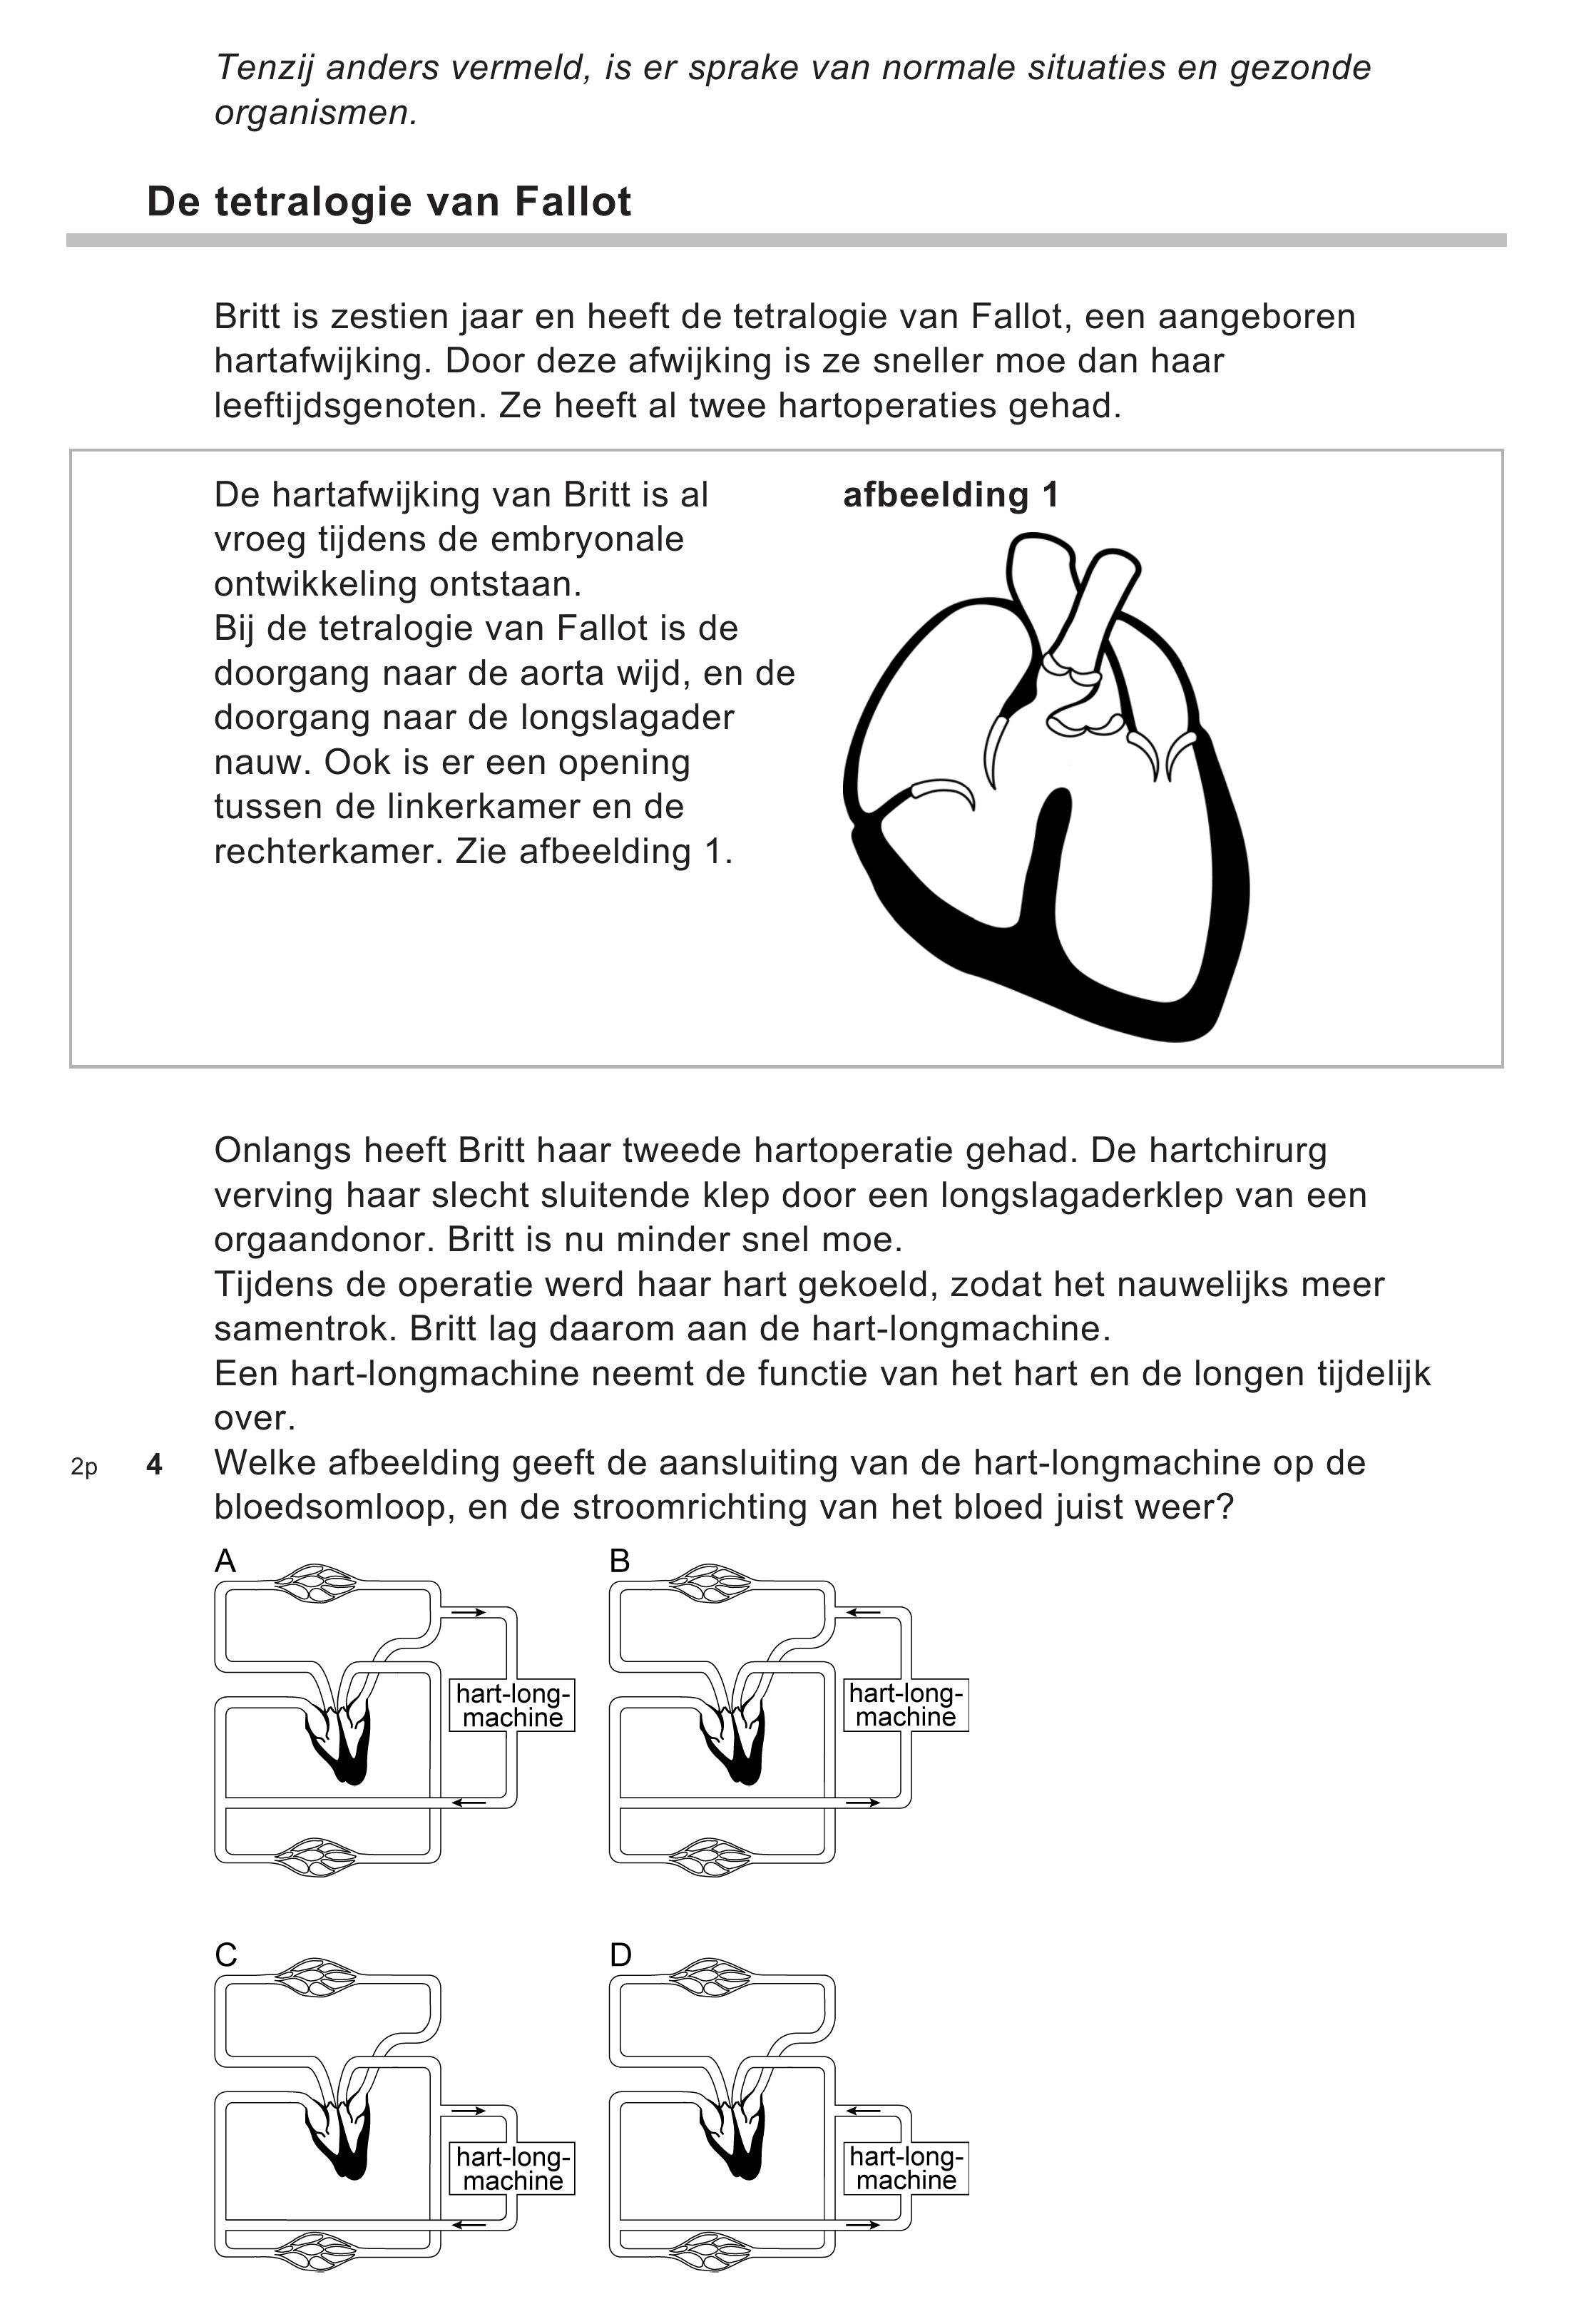 Tenzij anders vermeld, is er sprake van normale situaties en gezonde
organismen.
De tetralogie van Fallot
Britt is zestien jaar en heeft de tetralogie van Fallot, een aangeboren
hartafwijking. Door deze afwijking is ze sneller moe dan haar
leeftijdsgenoten. Ze heeft al twee hartoperaties gehad.
De hartafwijking van Britt is al
vroeg tijdens de embryonale
ontwikkeling ontstaan.
Bij de tetralogie van Fallot is de
doorgang naar de aorta wijd, en de
doorgang naar de longslagader
nauw. Ook is er een opening
tussen de linkerkamer en de
rechterkamer. Zie afbeelding 1.
afbeelding 1
Onlangs heeft Britt haar tweede hartoperatie gehad. De hartchirurg
verving haar slecht sluitende klep door een longslagaderklep van een
orgaandonor. Britt is nu minder snel moe.
Tijdens de operatie werd haar hart gekoeld, zodat het nauwelijks meer
samentrok. Britt lag daarom aan de hart-longmachine.
Een hart-longmachine neemt de functie van het hart en de longen tijdelijk
over.
2p 4 Welke afbeelding geeft de aansluiting van de hart-longmachine op de
bloedsomloop, en de stroomrichting van het bloed juist weer?
A
hart-long-
machine
B
hart-long-
machine
C
hart-long-
machine
D
hart-long-
machine